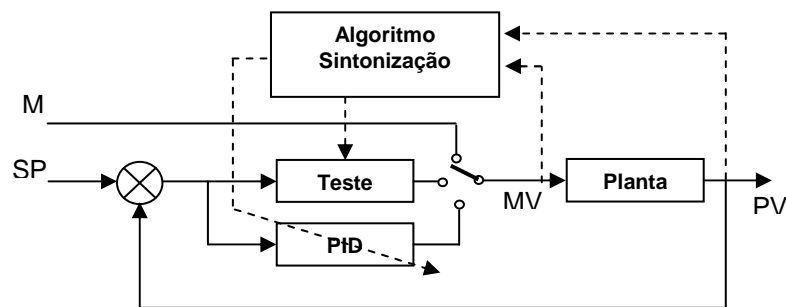 Algoritmo
Sintonização
M
SP
Teste
MV
Planta
PV
PID